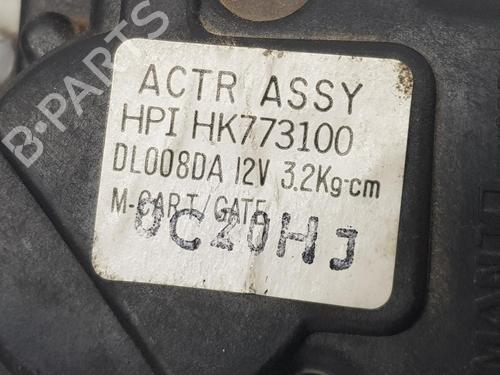 ACTR ASSY
HPI HK773100
DL008DA 12V 3.2Kg-cm
M-CART/GATE
0C20HJ
B-PARTS